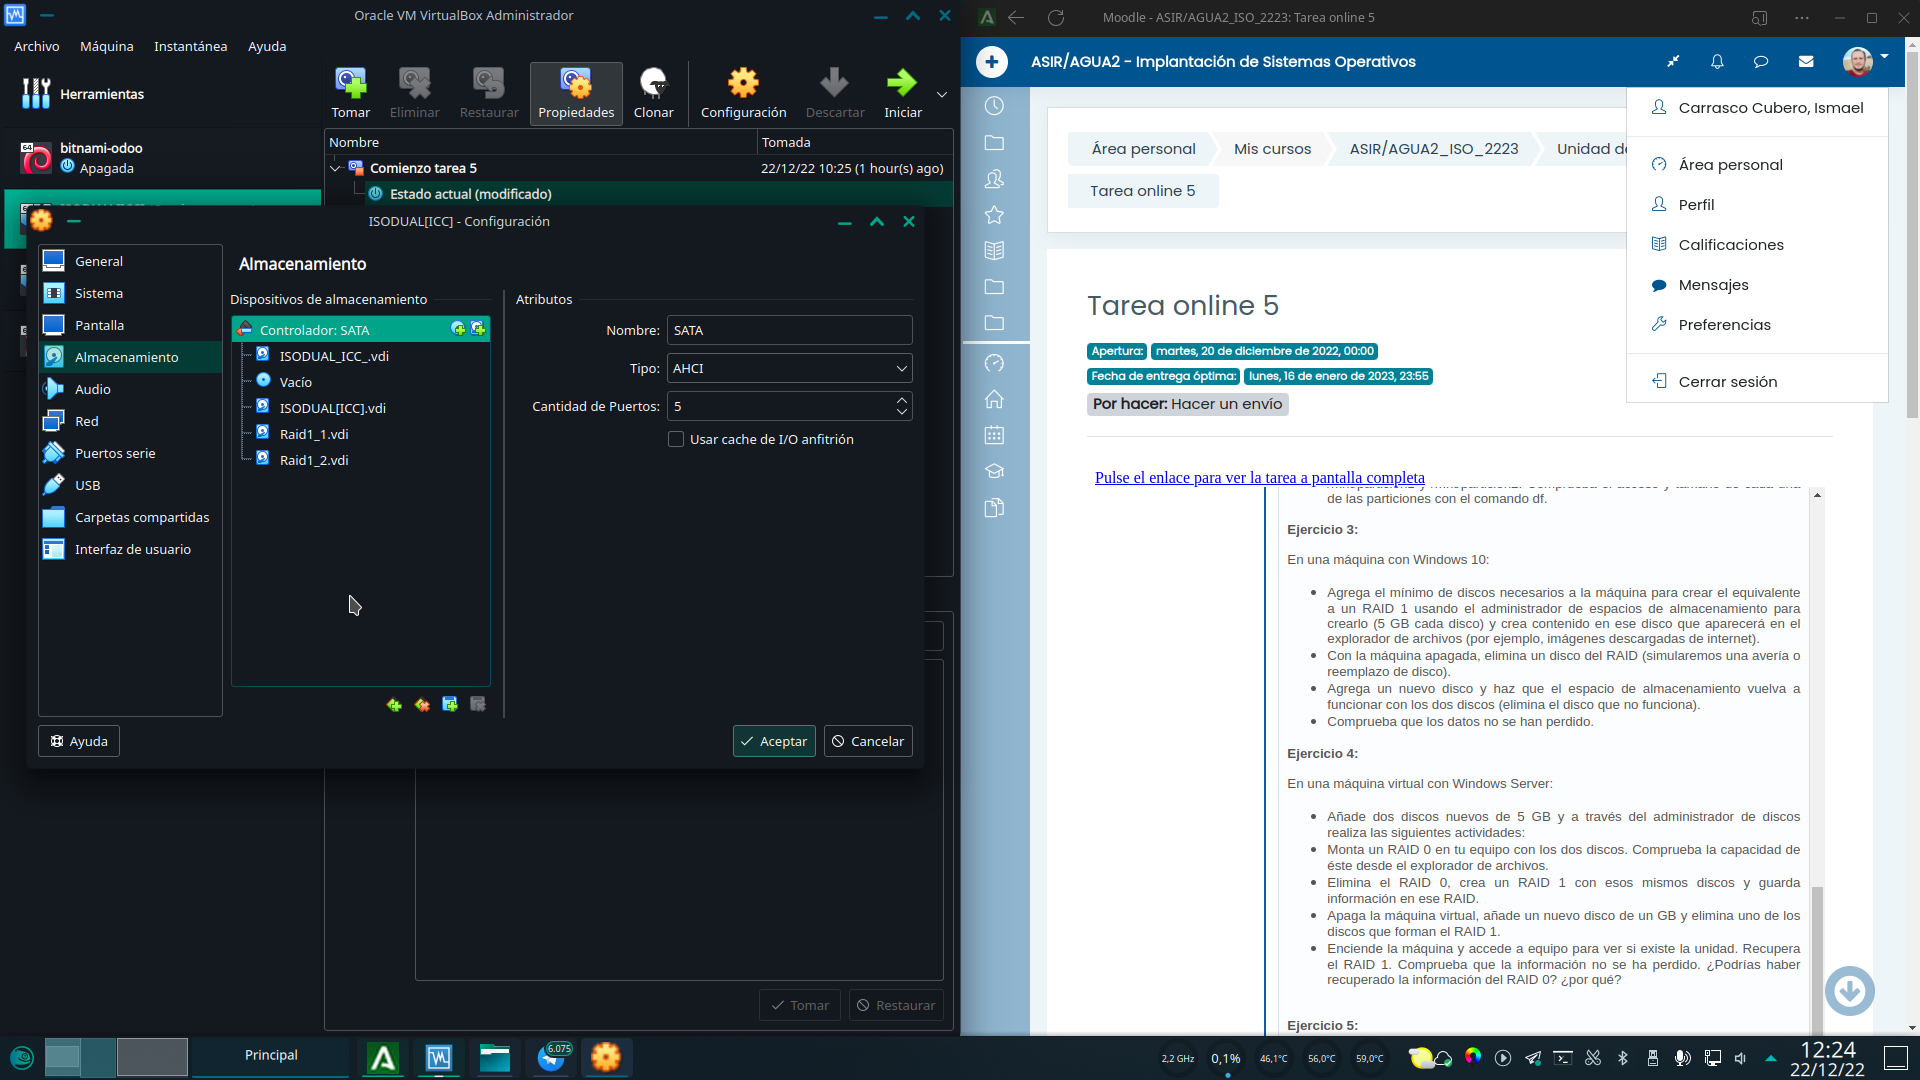 Oracle VM VirtualBox Administrador
Archivo Máquina Instantánea Ayuda
Herramientas
Tomar Eliminar Restaurar Propiedades Clonar Configuración Descartar Iniciar
Nombre Tomada
Comienzo tarea 5 22/12/22 10:25 (1 hour(s) ago)
Estado actual (modificado)
64 bitnami-odoo
Apagada
ISODUAL[ICC] - Configuración
General
Sistema
Pantalla
Almacenamiento
Audio
Red
Puertos serie
USB
Carpetas compartidas
Interfaz de usuario
Almacenamiento
Dispositivos de almacenamiento
Controlador: SATA
ISODUAL_ICC_.vdi
Vacío
ISODUAL[ICC].vdi
Raid1_1.vdi
Raid1_2.vdi
Atributos
Nombre: SATA
Tipo: AHCI
Cantidad de Puertos: 5
Usar cache de I/O anfitrión
Ayuda Aceptar Cancelar
Tomar Restaurar
Moodle - ASIR/AGUA2_ISO_2223: Tarea online 5
ASIR/AGUA2 - Implantación de Sistemas Operativos
Área personal Mis cursos ASIR/AGUA2_ISO_2223 Unidad
Tarea online 5
Carrasco Cubero, Ismael
Área personal
Perfil
Calificaciones
Mensajes
Preferencias
Cerrar sesión
Tarea online 5
Apertura: martes, 20 de diciembre de 2022, 00:00
Fecha de entrega óptima: lunes, 16 de enero de 2023, 23:55
Por hacer: Hacer un envío
Pulse el enlace para ver la tarea a pantalla completa
de las particiones con el comando df.
Ejercicio 3:
En una máquina con Windows 10:
Agrega el mínimo de discos necesarios a la máquina para crear el equivalente
a un RAID 1 usando el administrador de espacios de almacenamiento para
crearlo (5 GB cada disco) y crea contenido en ese disco que aparecerá en el
explorador de archivos (por ejemplo, imágenes descargadas de internet).
Con la máquina apagada, elimina un disco del RAID (simularemos una avería o
reemplazo de disco).
Agrega un nuevo disco y haz que el espacio de almacenamiento vuelva a
funcionar con los dos discos (elimina el disco que no funciona).
Comprueba que los datos no se han perdido.
Ejercicio 4:
En una máquina virtual con Windows Server:
Añade dos discos nuevos de 5 GB y a través del administrador de discos
realiza las siguientes actividades:
Monta un RAID 0 en tu equipo con los dos discos. Comprueba la capacidad de
éste desde el explorador de archivos.
Elimina el RAID 0, crea un RAID 1 con esos mismos discos y guarda
información en ese RAID.
Apaga la máquina virtual, añade un nuevo disco de un GB y elimina uno de los
discos que forman el RAID 1.
Enciende la máquina y accede a equipo para ver si existe la unidad. Recupera
el RAID 1. Comprueba que la información no se ha perdido. ¿Podrías haber
recuperado la información del RAID 0? ¿por qué?
Ejercicio 5:
Principal
6.075
2,2 GHz 0,1% 46,1°C 56,0°C 59,0°C
12:24
22/12/22